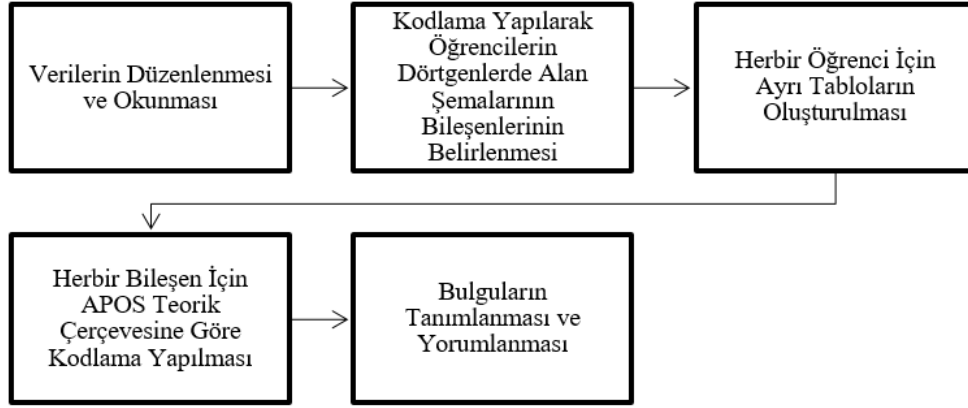 Verilerin Düzenlenmesi
ve Okunması
Kodlama Yapılarak
Öğrencilerin
Dörtgenlerde Alan
Şemalarının
Bileşenlerinin
Belirlenmesi
Herbir Öğrenci İçin
Ayrı Tabloların
Oluşturulması
Herbir Bileşen İçin
APOS Teorik
Çerçevesine Göre
Kodlama Yapılması
Bulguların
Tanımlanması ve
Yorumlanması